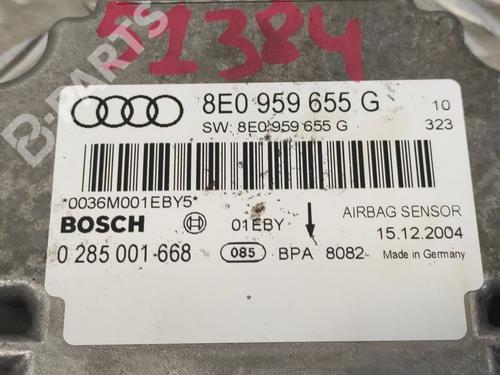 51384
B-PARTS
8E0 959 655 G 10
SW: 8E0 959 655 G 323
*0036M001EBY5*
BOSCH 01EBY AIRBAG SENSOR
15.12.2004
0 285 001-668 085 BPA 8082- Made in Germany